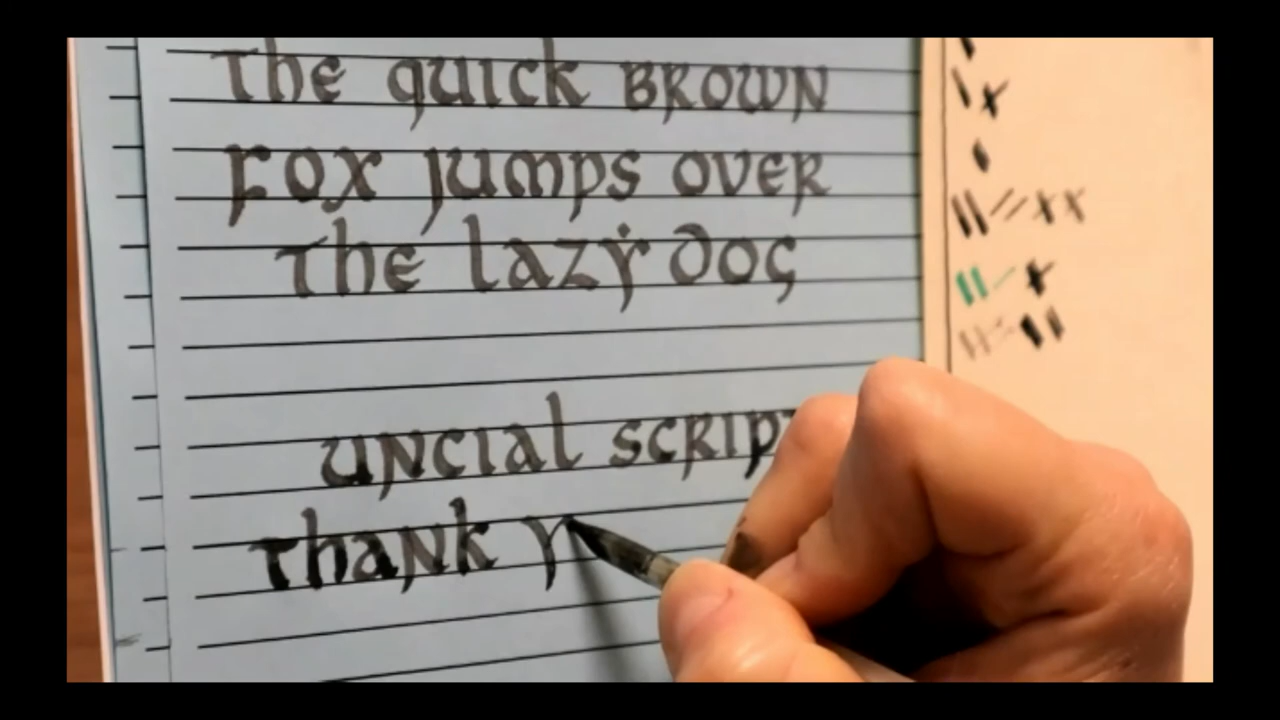 The quick brown
fox jumps over
the lazy dog
uncial script
thank y